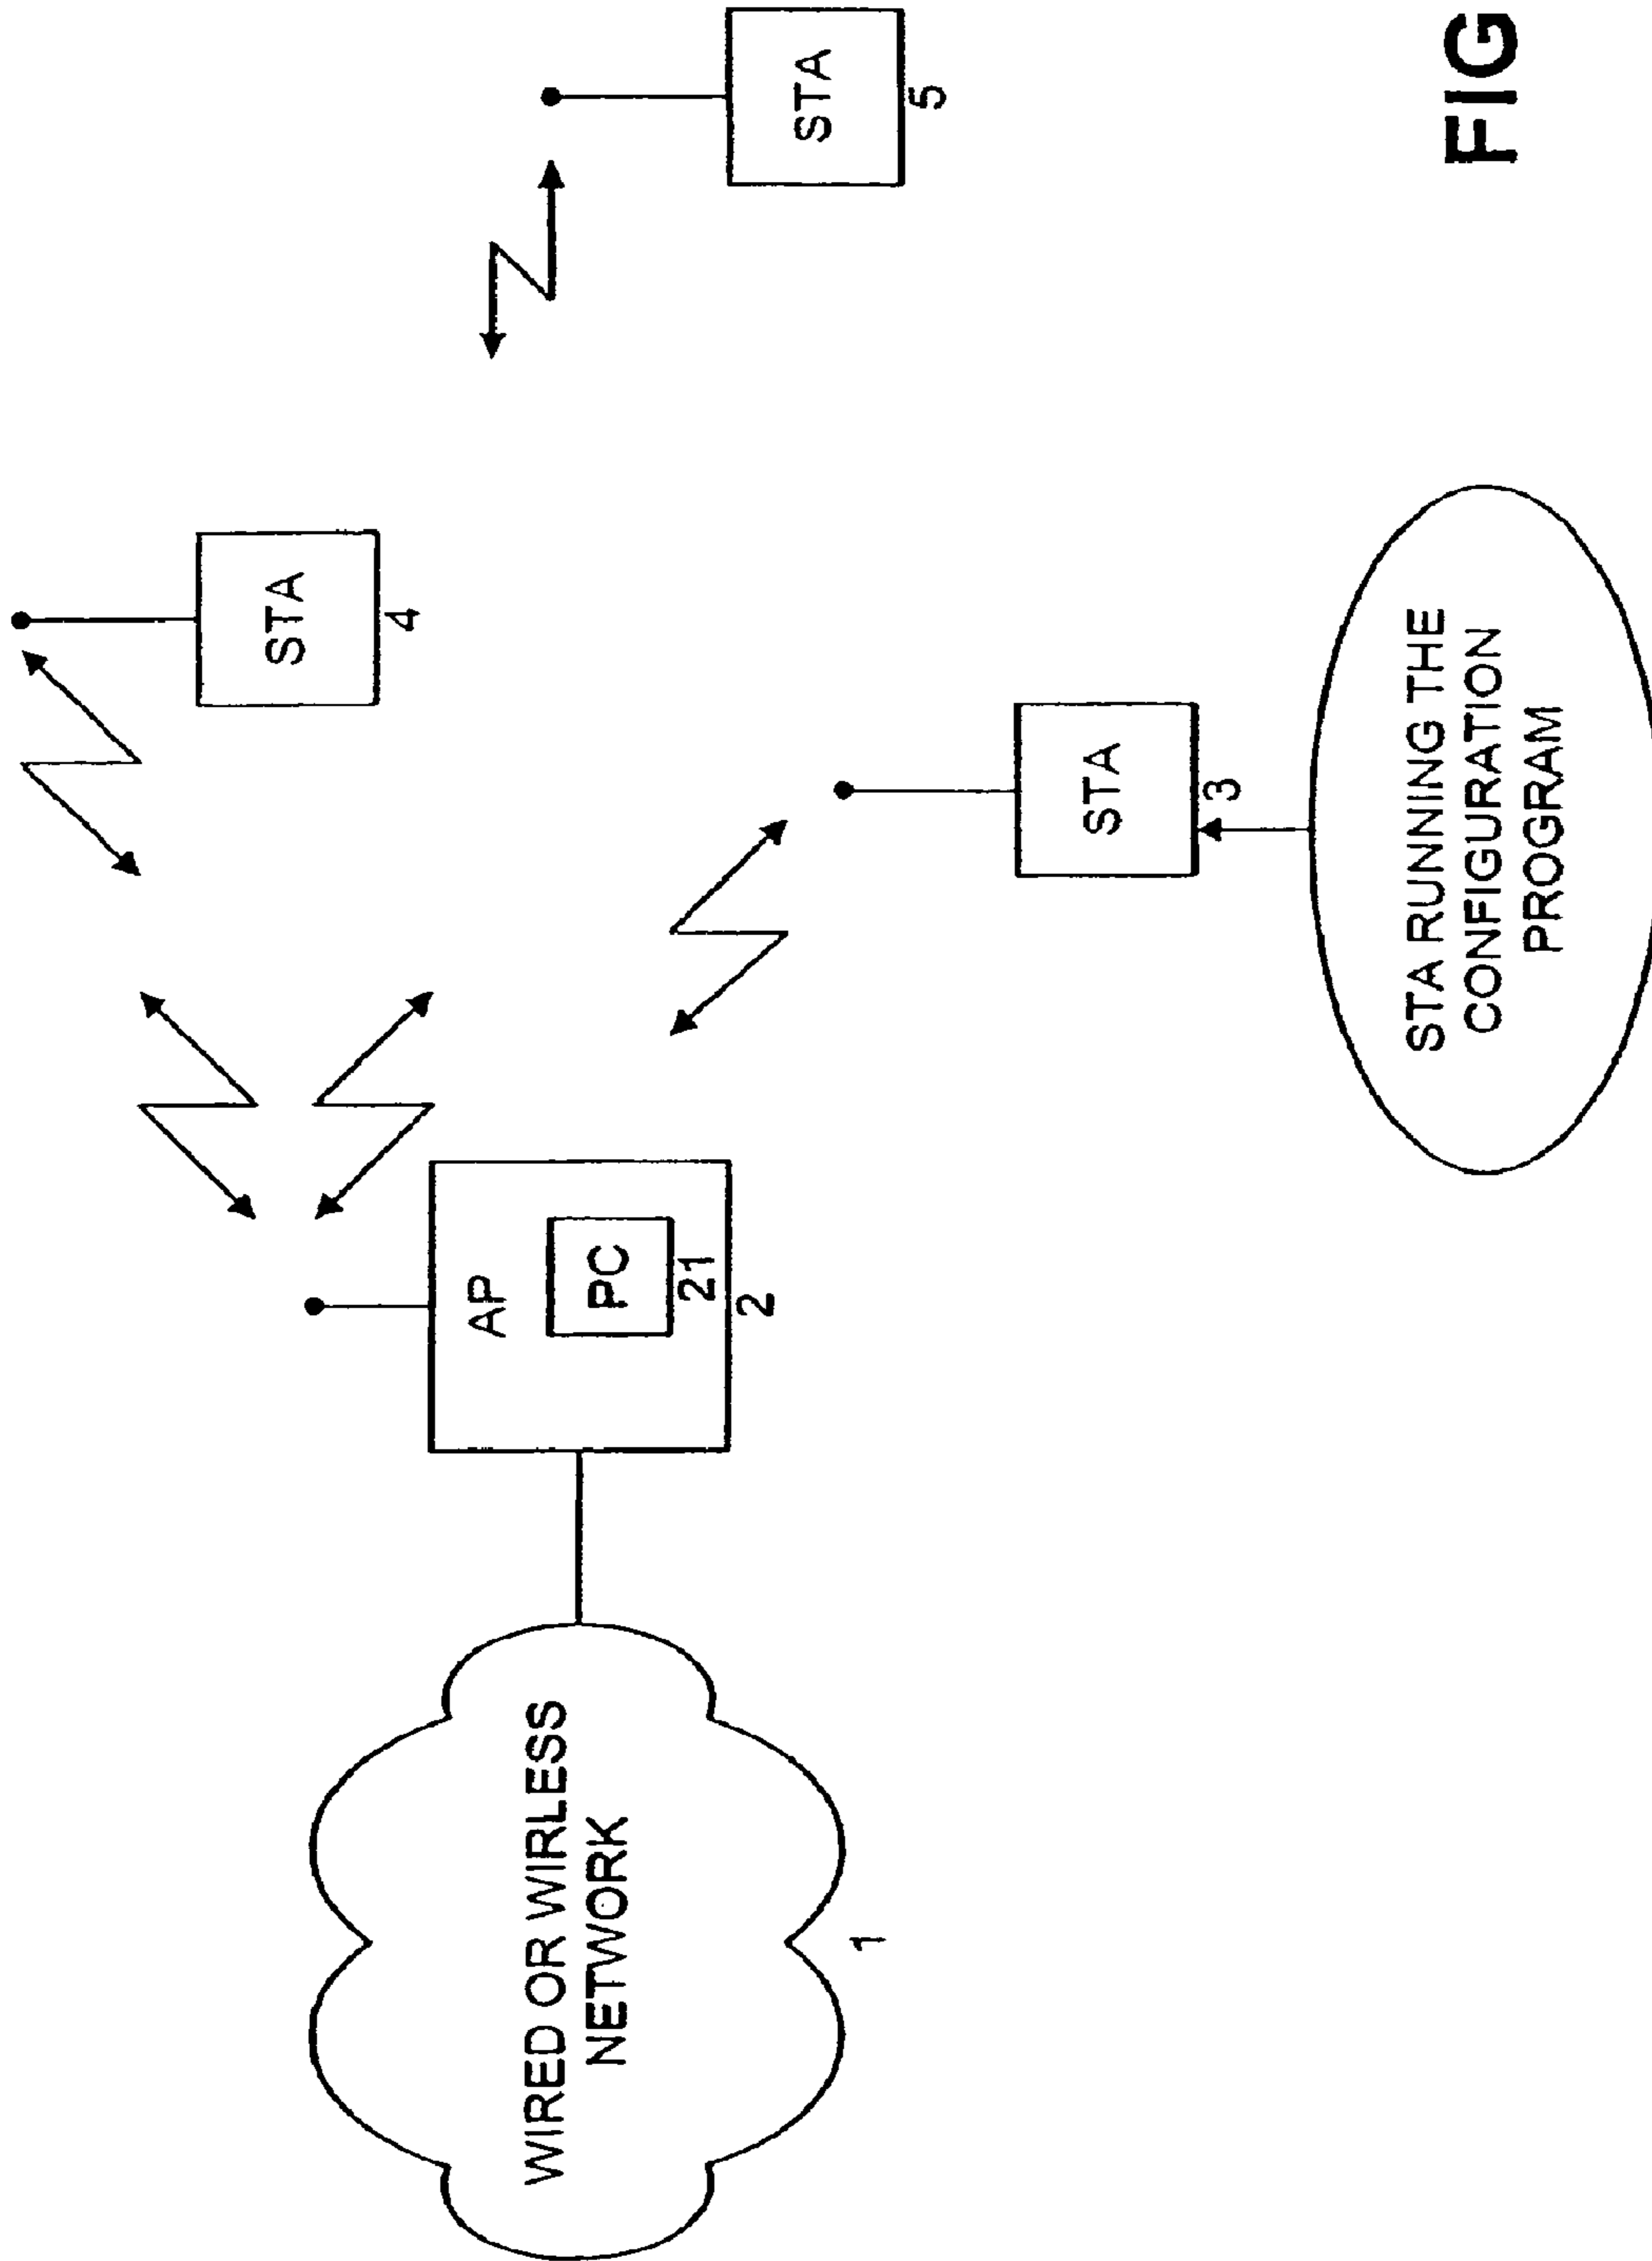 WIRED OR WIRLESS
NETWORK
1
AP
PC
21
2
STA
4
STA
3
STA RUNNING THE
CONFIGURATION
PROGRAM
STA
5
FIG